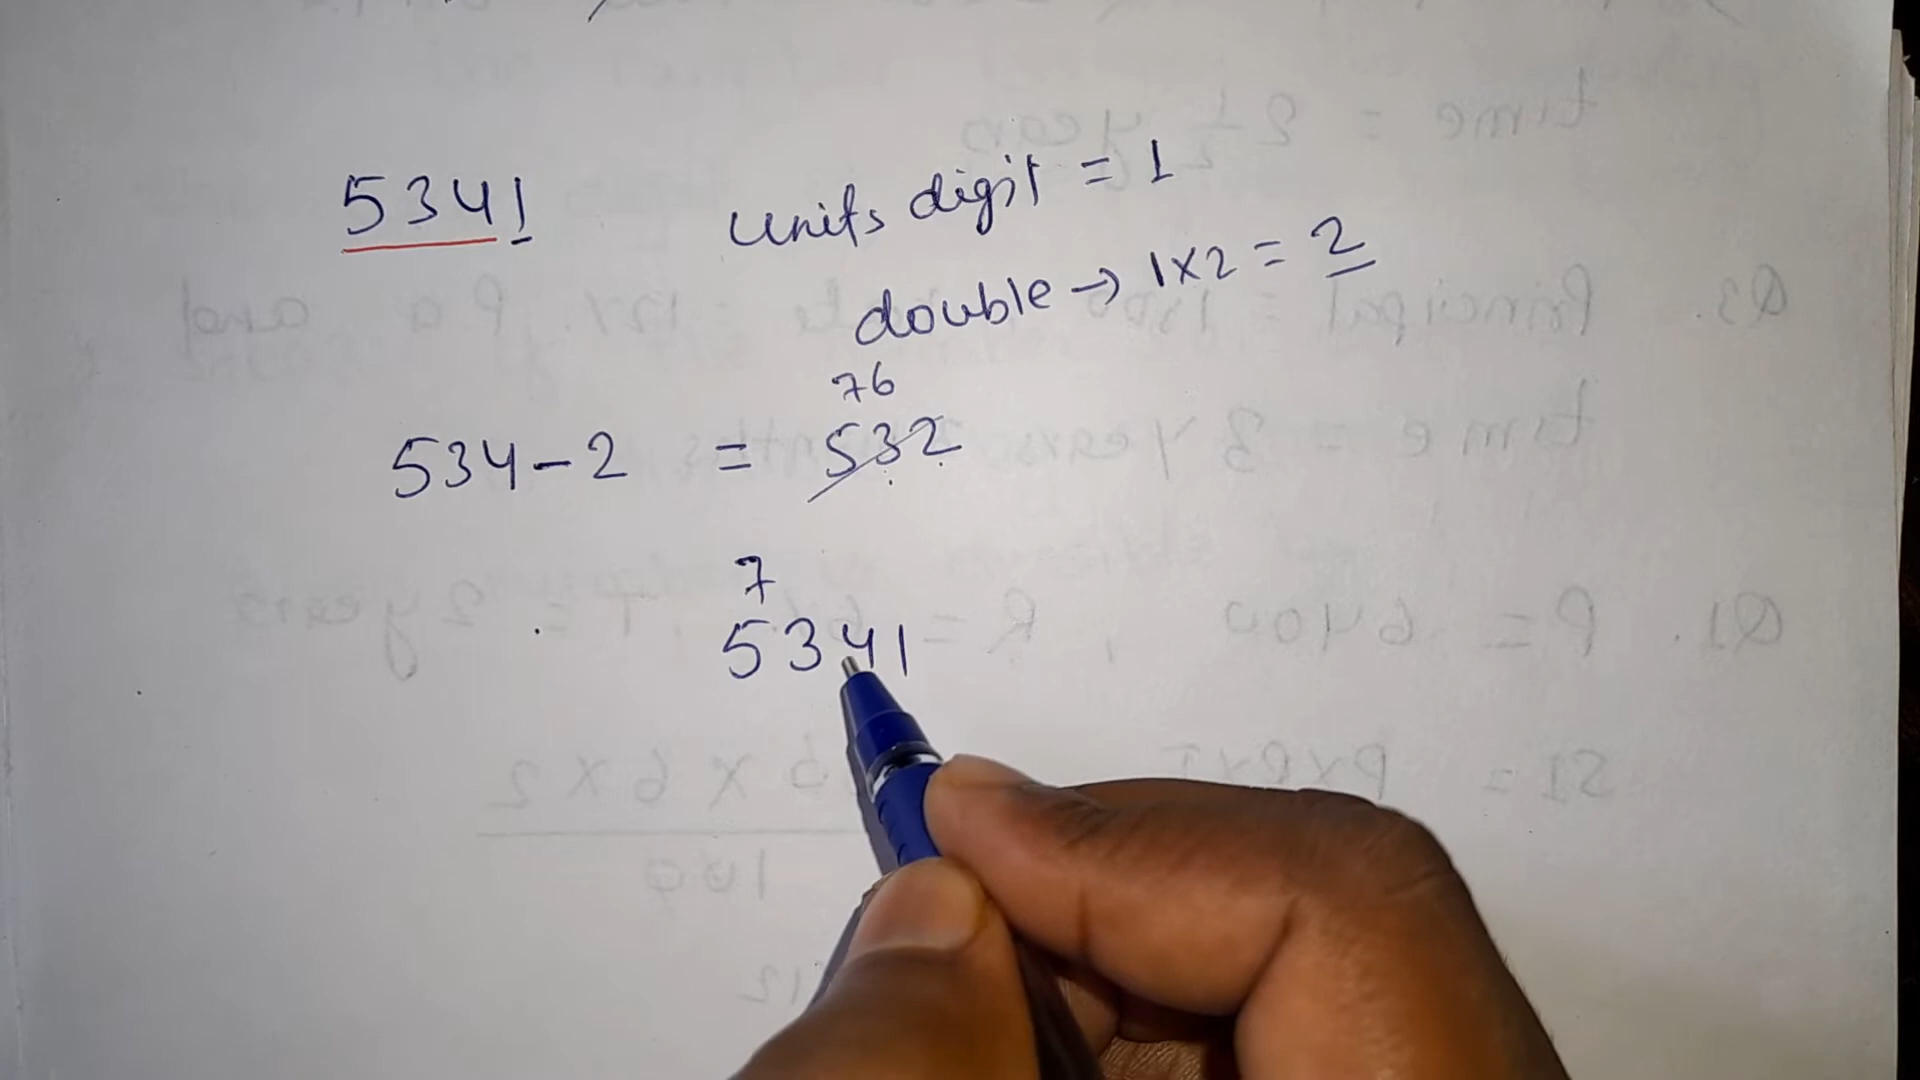 5341 units digit = 1
double → 1×2 = 2
76
534-2 = 532
7
5341